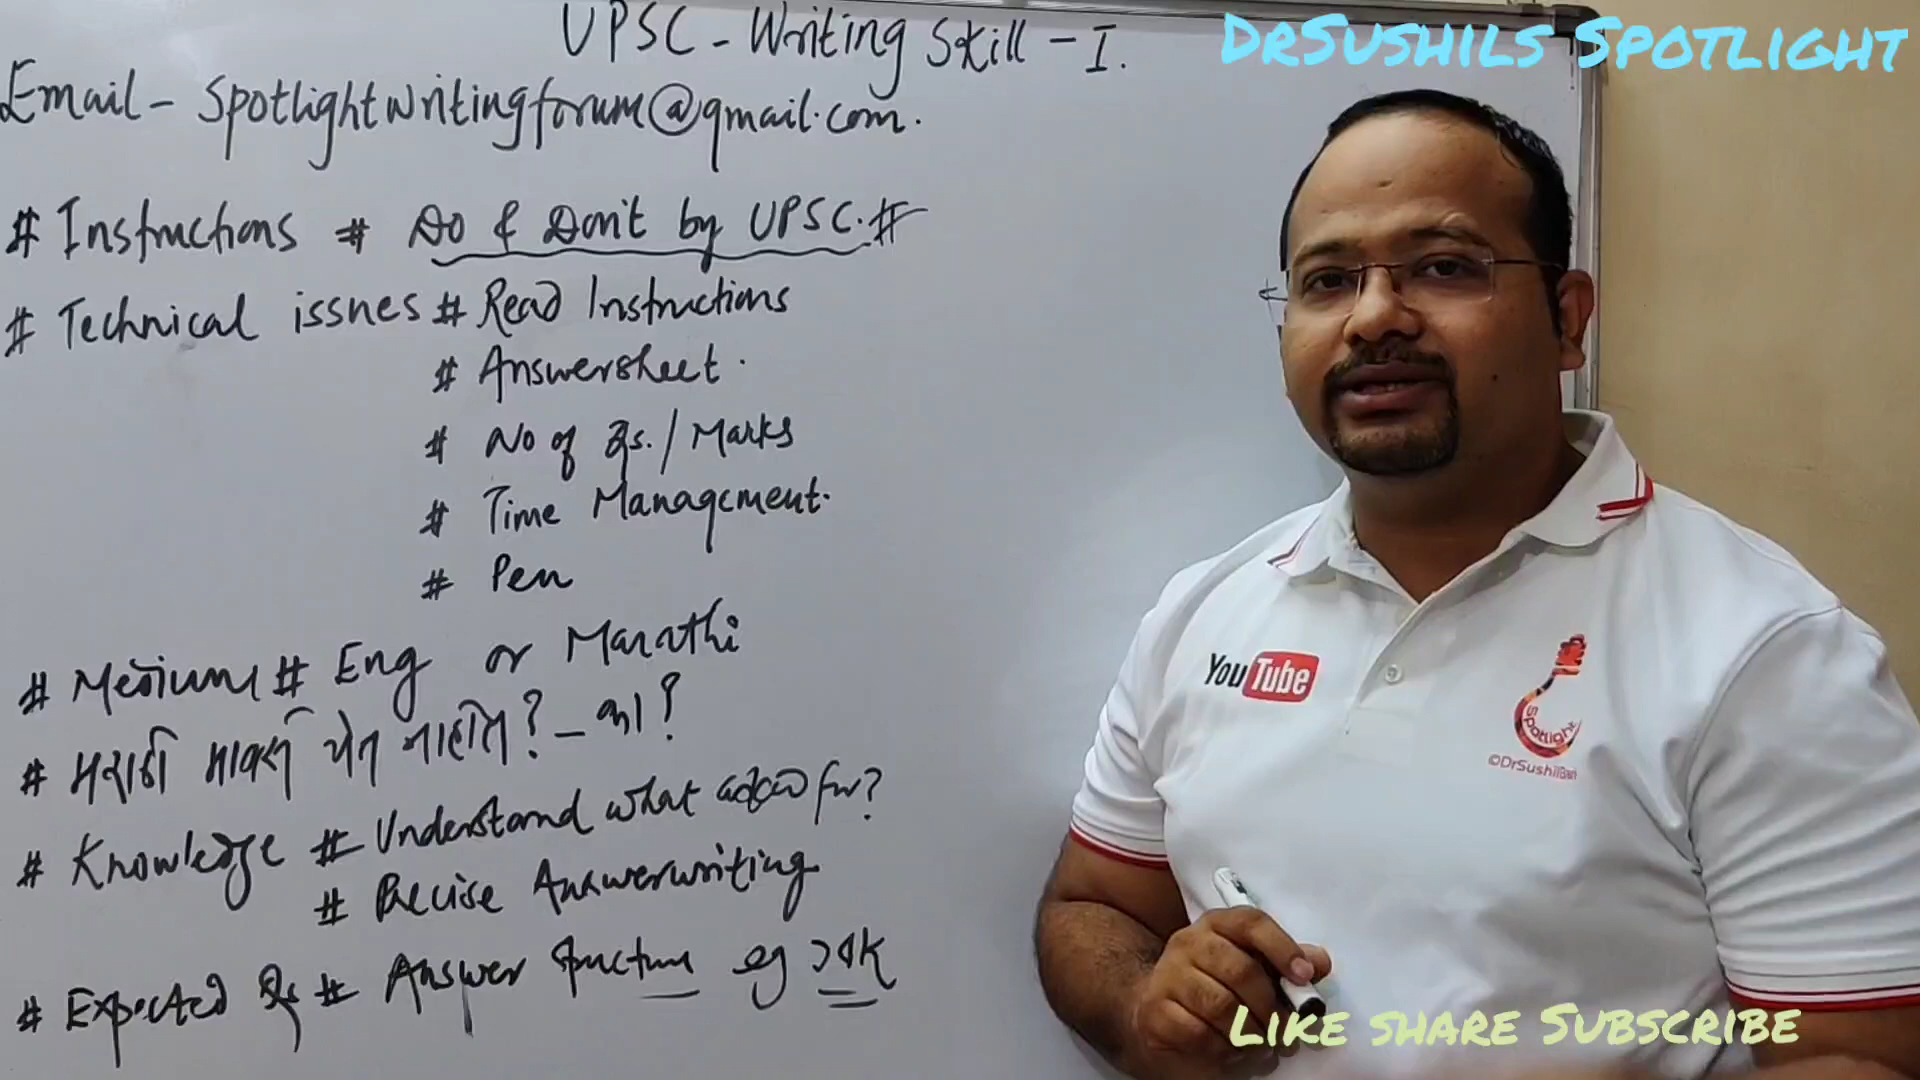 UPSC - Writing Skill - I.
DrSushils Spotlight
Email - Spotlightwritingforum@gmail.com.
# Instructions # Do & Don't by UPSC. #
# Technical issues # Read Instructions
# Answersheet.
# No of Qs. / Marks
# Time Management.
# Pen
# Medium # Eng or Marathi
# मराठी मार्क्स येत नाहीत? - का?
# Knowledge # Understand what asked for?
# Precise Answerwriting
# Expected Qs # Answer Structure eg J&K
YouTube
Spotlight
Like share Subscribe